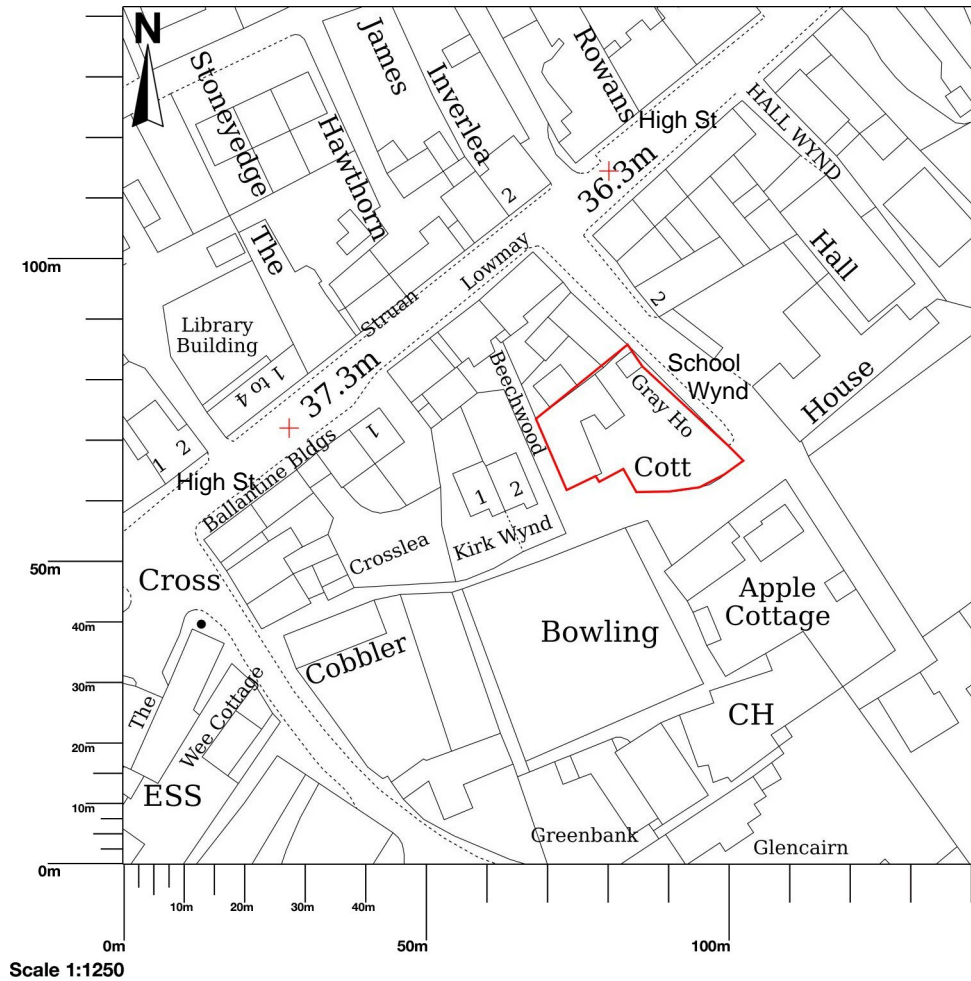 N
Stoneyedge
James
Inverlea
Hawthorn
Rowans
High St
HALL WYND
36.3m
2
The
Struan
Lowmay
Hall
100m
Library
Building
1 to 4
37.3m
2
School
Wynd
House
Beechwood
Gray Ho
Cott
1
1 2
High St
Ballantine Bldgs
1 2
Kirk Wynd
Crosslea
50m
Cross
40m
Bowling
Apple
Cottage
Cobbler
30m
The
Wee Cottage
CH
20m
ESS
10m
Greenbank
Glencairn
0m
10m 20m 30m 40m
0m 50m 100m
Scale 1:1250